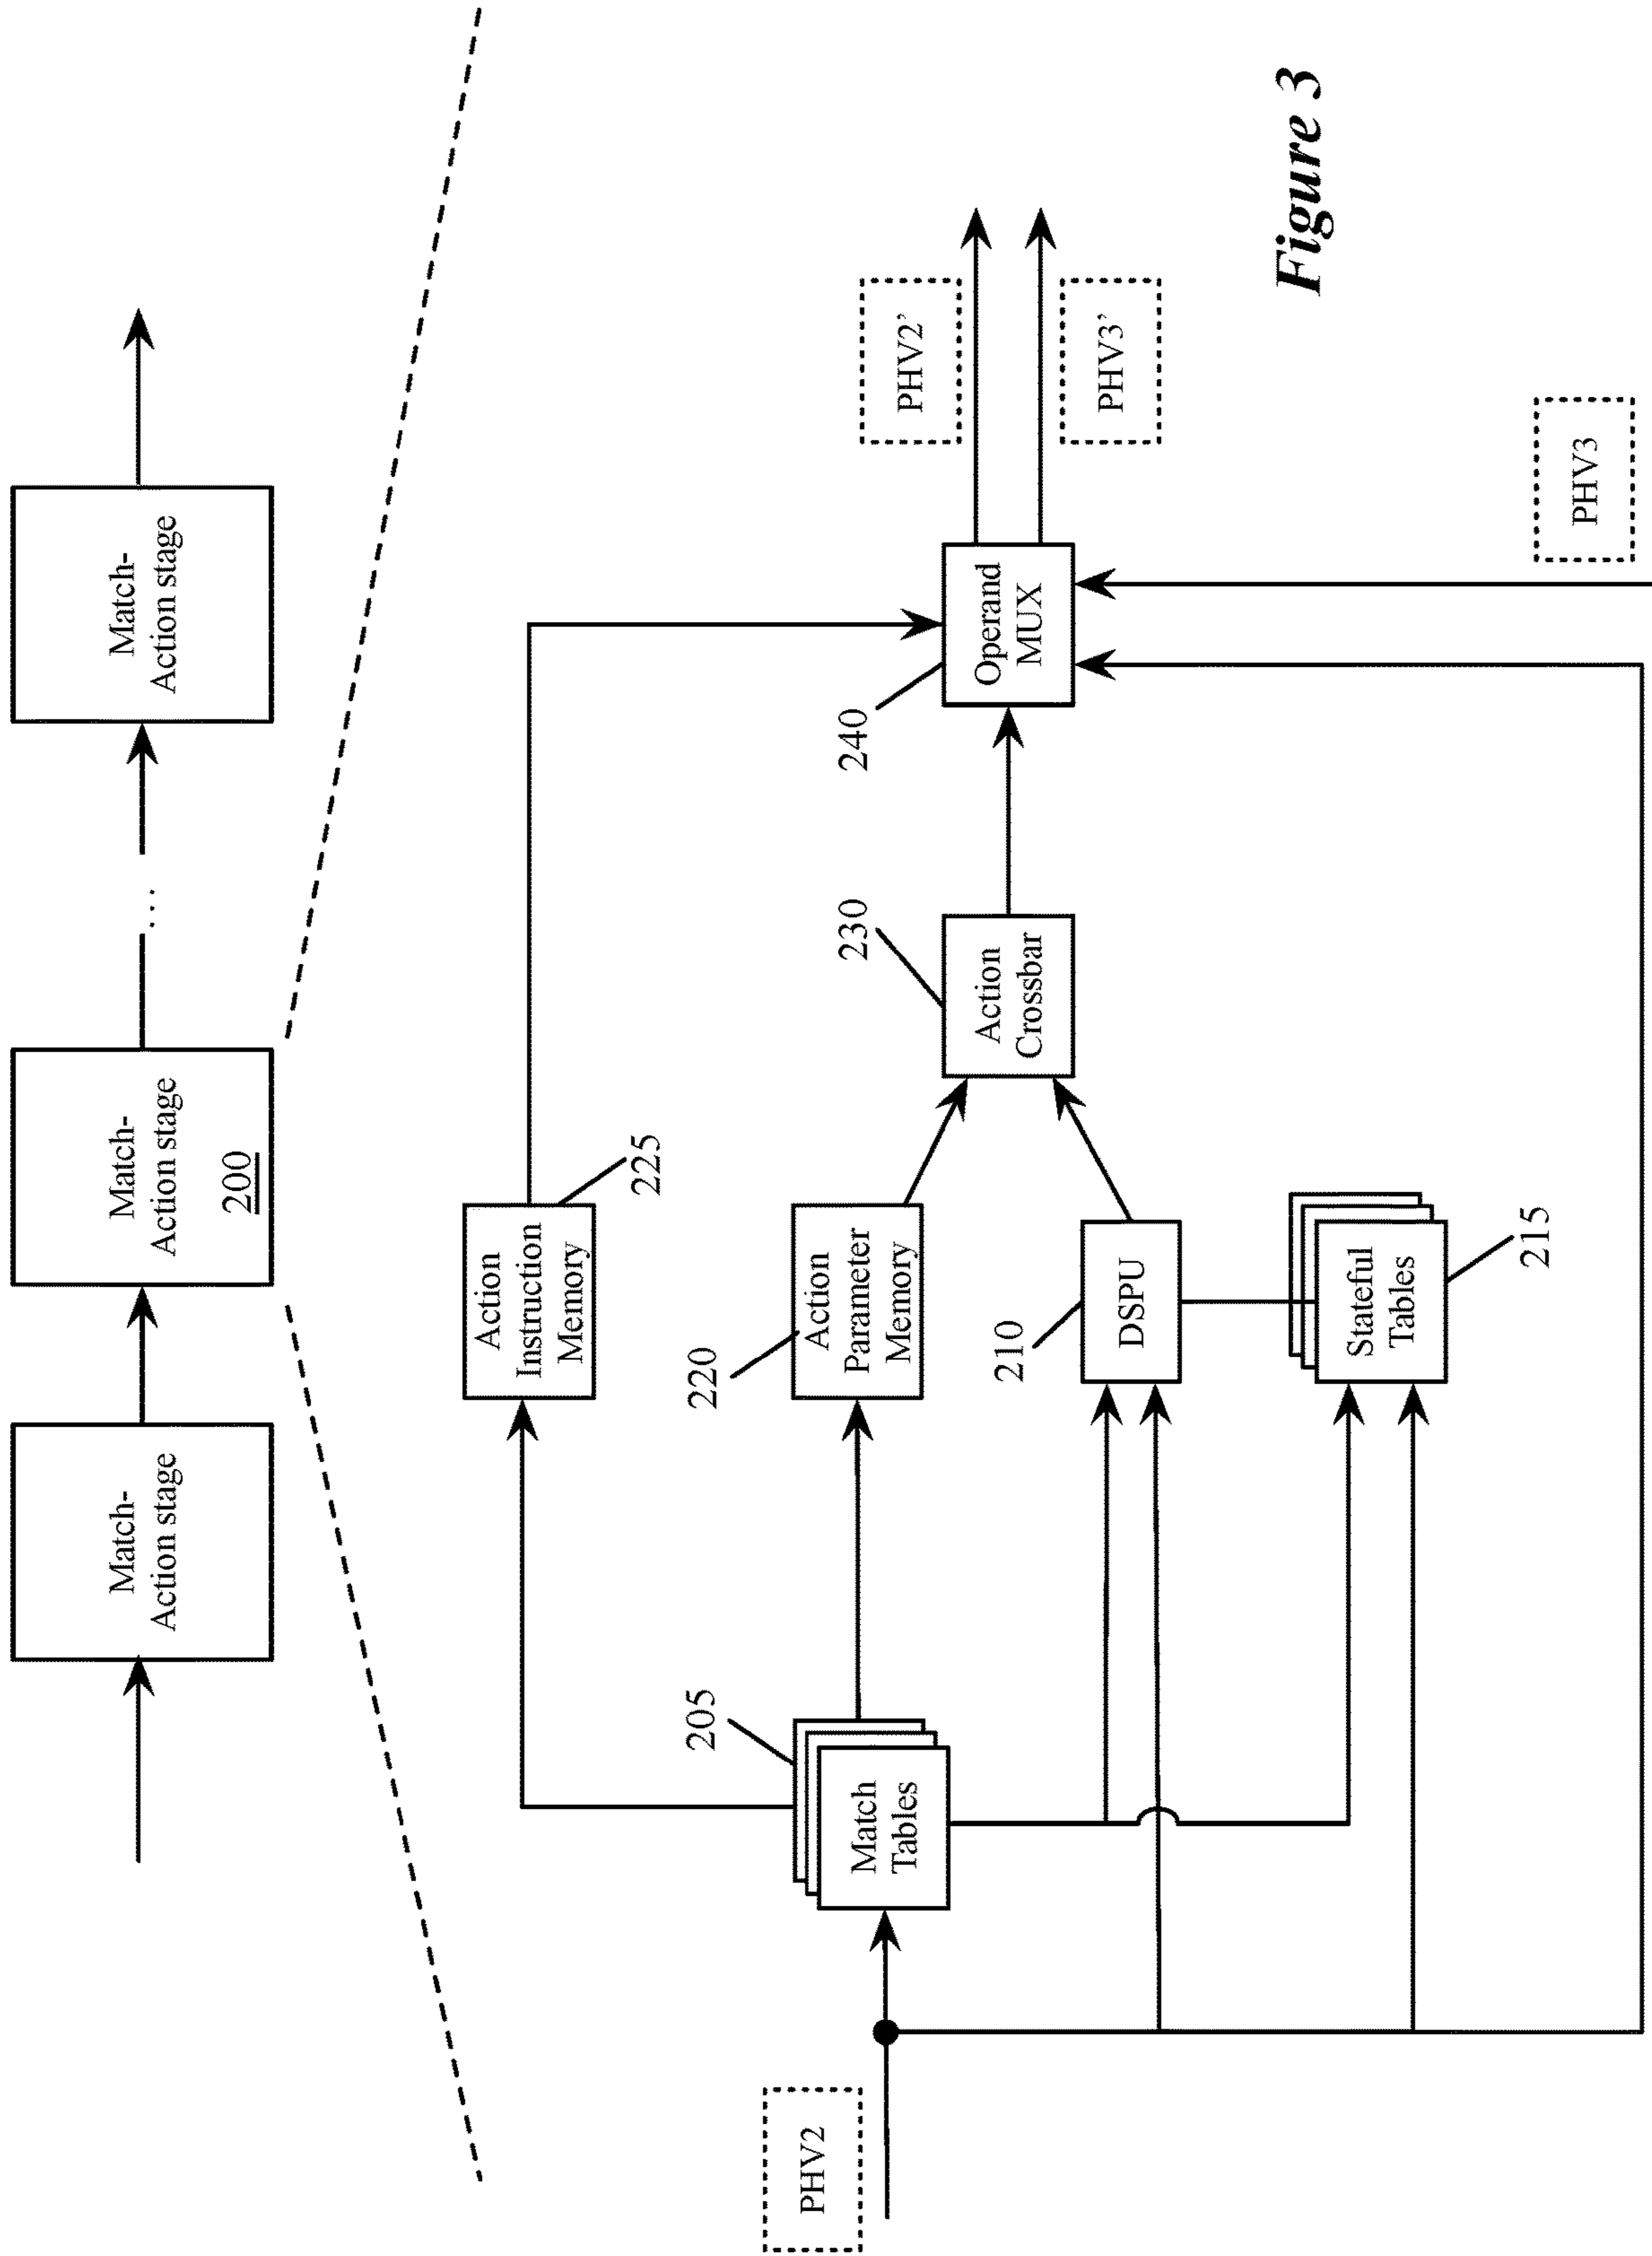 Match-
Action stage
Match-
Action stage
200
...
Match-
Action stage
Action
Instruction
Memory
225
PHV2
205
Match
Tables
220
Action
Parameter
Memory
230
Action
Crossbar
240
Operand
MUX
PHV2’
PHV3’
210
DSPU
Stateful
Tables
215
PHV3
Figure 3